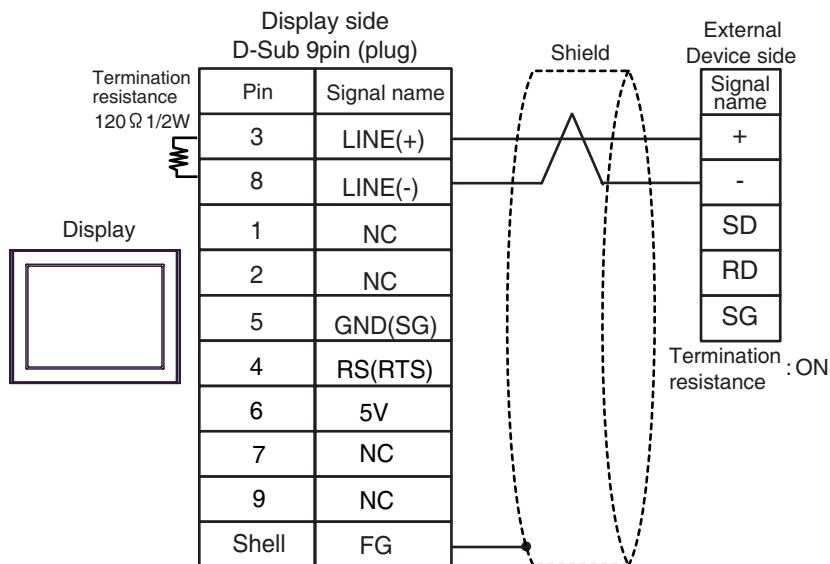 Display side
D-Sub 9pin (plug)
Shield
External
Device side
Termination
resistance
120Ω 1/2W
Pin Signal name
Signal
name
3 LINE(+) +
8 LINE(-) -
Display
1 NC SD
2 NC RD
5 GND(SG) SG
4 RS(RTS)
Termination
resistance : ON
6 5V
7 NC
9 NC
Shell FG